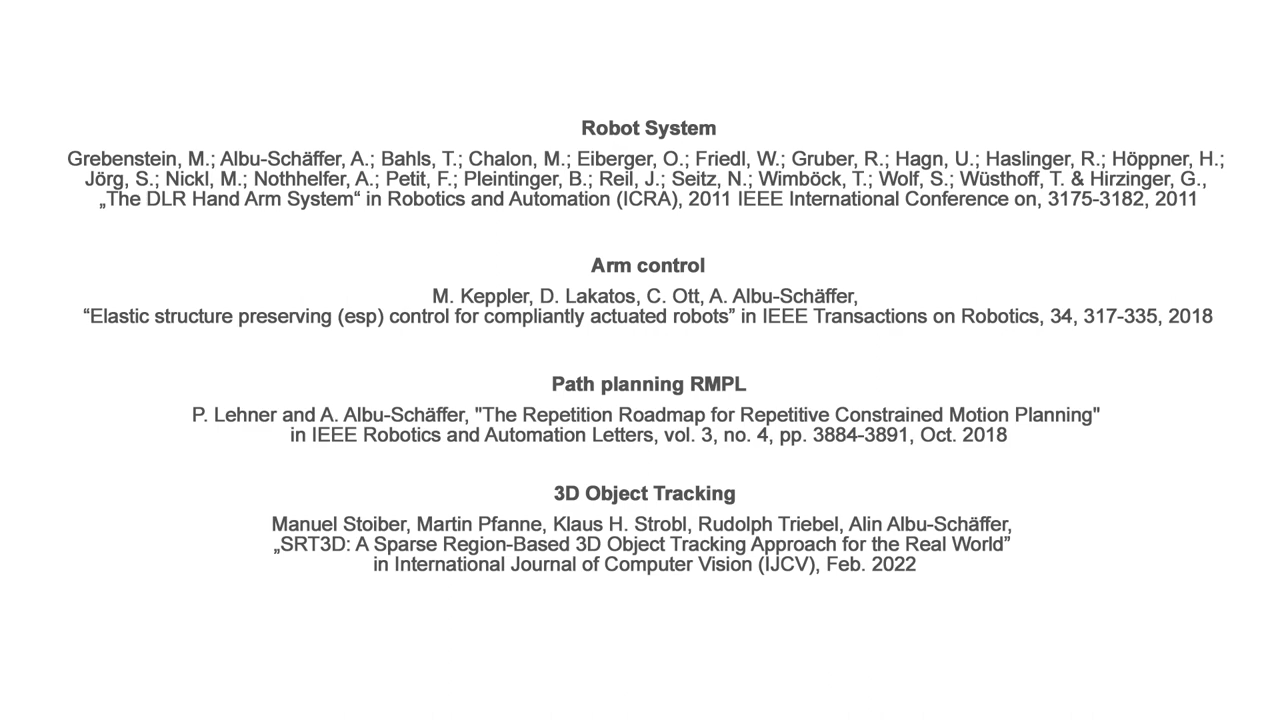 Robot System
Grebenstein, M.; Albu-Schäffer, A.; Bahls, T.; Chalon, M.; Eiberger, O.; Friedl, W.; Gruber, R.; Hagn, U.; Haslinger, R.; Höppner, H.;
Jörg, S.; Nickl, M.; Nothhelfer, A.; Petit, F.; Pleintinger, B.; Reil, J.; Seitz, N.; Wimböck, T.; Wolf, S.; Wüsthoff, T. & Hirzinger, G.,
„The DLR Hand Arm System“ in Robotics and Automation (ICRA), 2011 IEEE International Conference on, 3175-3182, 2011
Arm control
M. Keppler, D. Lakatos, C. Ott, A. Albu-Schäffer,
“Elastic structure preserving (esp) control for compliantly actuated robots” in IEEE Transactions on Robotics, 34, 317-335, 2018
Path planning RMPL
P. Lehner and A. Albu-Schäffer, "The Repetition Roadmap for Repetitive Constrained Motion Planning"
in IEEE Robotics and Automation Letters, vol. 3, no. 4, pp. 3884-3891, Oct. 2018
3D Object Tracking
Manuel Stoiber, Martin Pfanne, Klaus H. Strobl, Rudolph Triebel, Alin Albu-Schäffer,
„SRT3D: A Sparse Region-Based 3D Object Tracking Approach for the Real World”
in International Journal of Computer Vision (IJCV), Feb. 2022